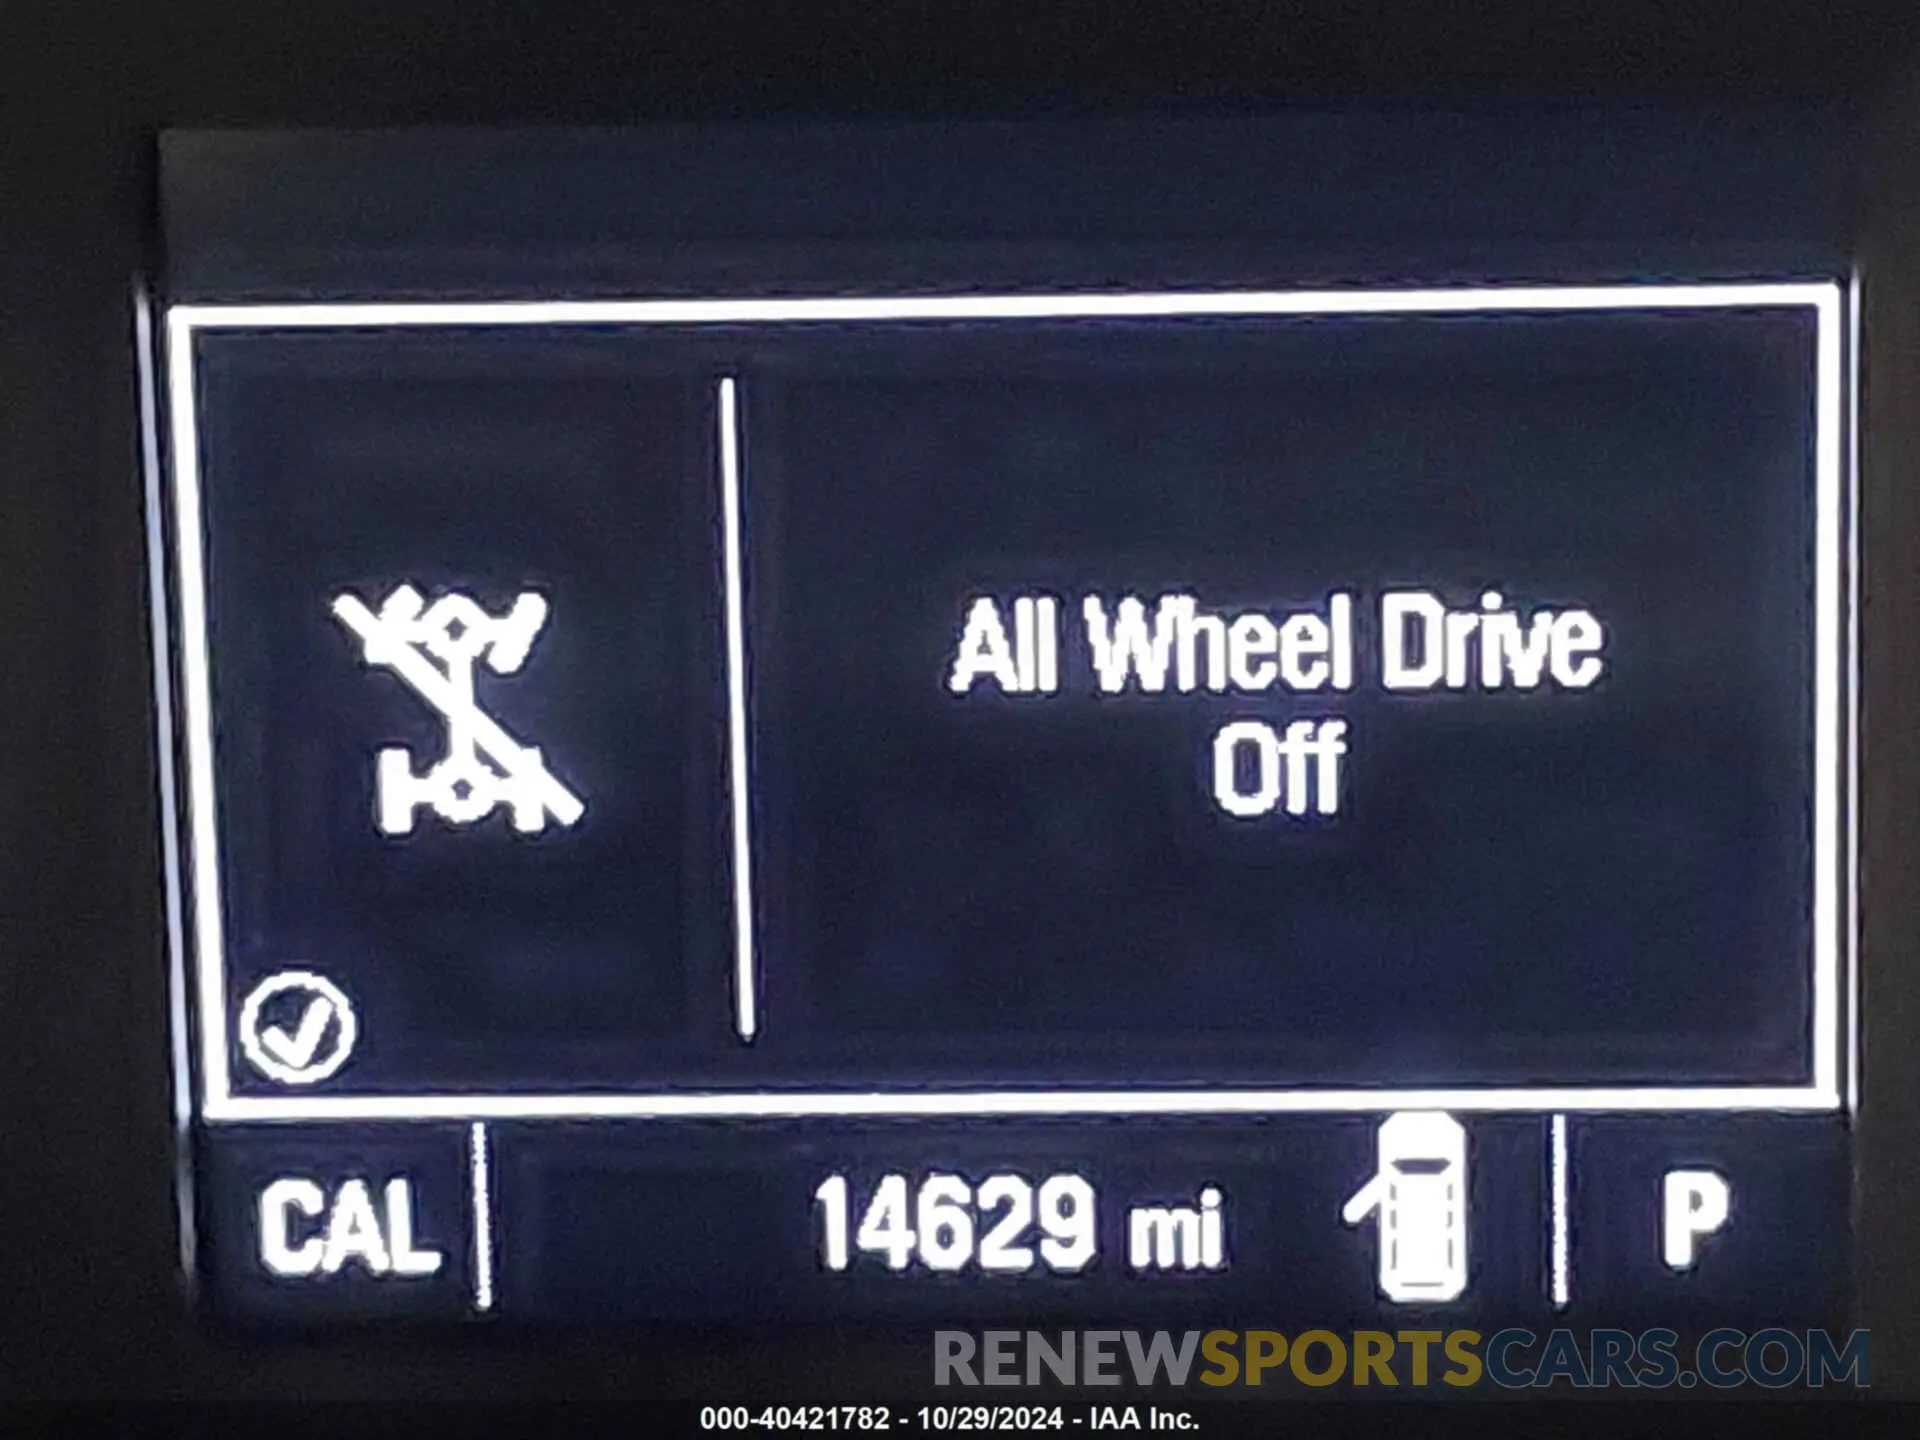 All Wheel Drive
Off
CAL 14629 mi P
RENEWSPORTSCARS.COM
000-40421782 - 10/29/2024 - IAA Inc.